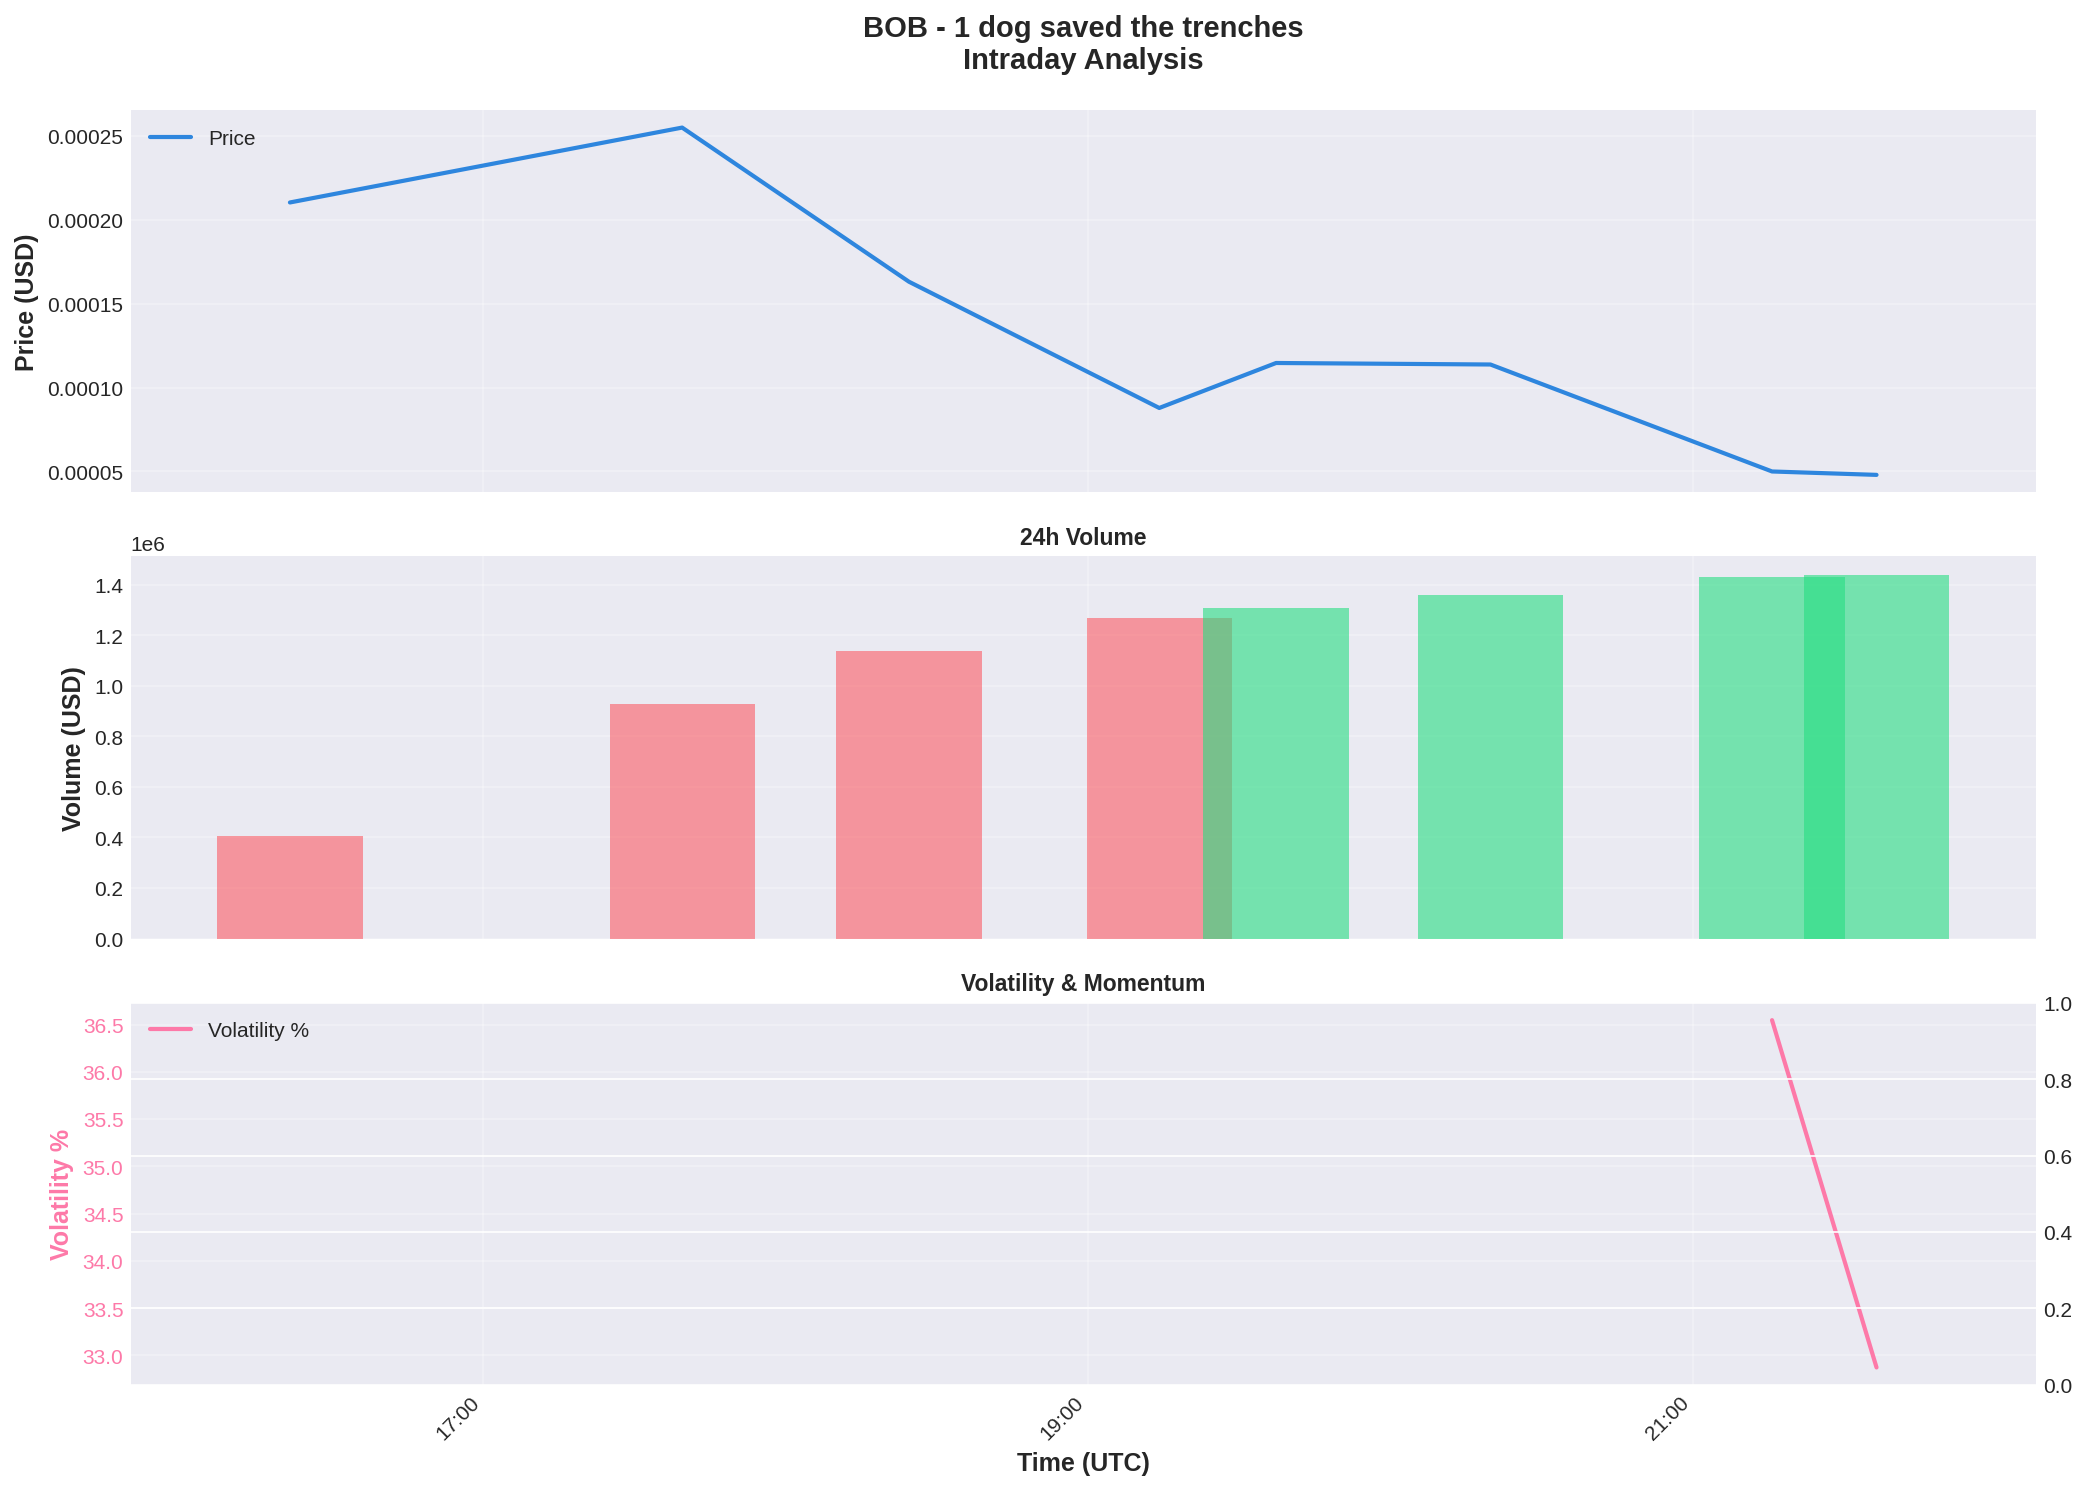 BOB - 1 dog saved the trenches
Intraday Analysis
Price
Price (USD)
0.00025
0.00020
0.00015
0.00010
0.00005
24h Volume
1e6
Volume (USD)
1.4
1.2
1.0
0.8
0.6
0.4
0.2
0.0
Volatility & Momentum
Volatility %
Volatility %
36.5
36.0
35.5
35.0
34.5
34.0
33.5
33.0
1.0
0.8
0.6
0.4
0.2
0.0
17:00
19:00
21:00
Time (UTC)